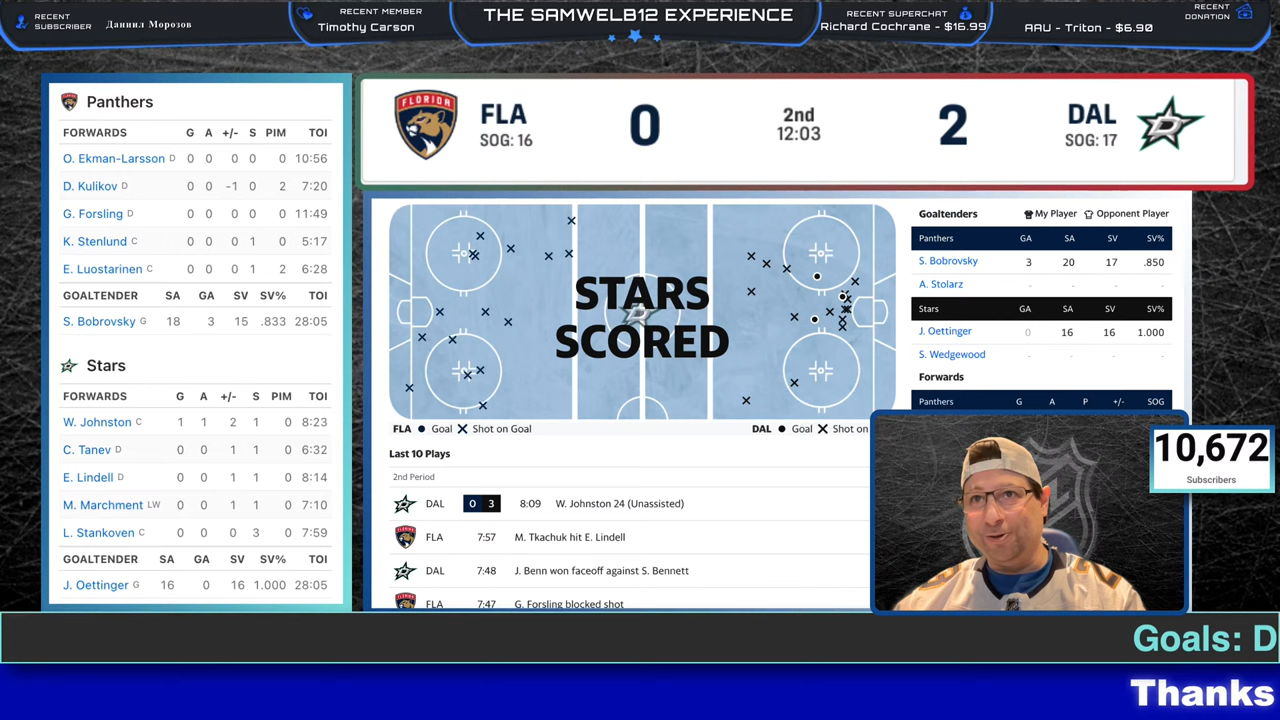 RECENT SUBSCRIBER
Даниил Морозов
RECENT MEMBER
Timothy Carson
THE SAMWELB12 EXPERIENCE
RECENT SUPERCHAT
Richard Cochrane - $16.99
AAU - Triton - $6.90
RECENT DONATION
Panthers
FORWARDS G A +/- S PIM TOI
O. Ekman-Larsson D 0 0 0 0 0 10:56
D. Kulikov D 0 0 -1 0 2 7:20
G. Forsling D 0 0 0 0 0 11:49
K. Stenlund C 0 0 0 1 0 5:17
E. Luostarinen C 0 0 0 1 2 6:28
GOALTENDER SA GA SV SV% TOI
S. Bobrovsky G 18 3 15 .833 28:05
Stars
FORWARDS G A +/- S PIM TOI
W. Johnston C 1 1 2 1 0 8:23
C. Tanev D 0 0 1 1 0 6:32
E. Lindell D 0 0 1 1 0 8:14
M. Marchment LW 0 0 1 1 0 7:10
L. Stankoven C 0 0 0 3 0 7:59
GOALTENDER SA GA SV SV% TOI
J. Oettinger G 16 0 16 1.000 28:05
FLORIDA
FLA
SOG: 16
0
2nd
12:03
2
DAL
SOG: 17
D
STARS
SCORED
FLA Goal Shot on Goal
DAL Goal Shot on
Last 10 Plays
2nd Period
DAL 0 3 8:09 W. Johnston 24 (Unassisted)
FLA 7:57 M. Tkachuk hit E. Lindell
DAL 7:48 J. Benn won faceoff against S. Bennett
FLA 7:47 G. Forsling blocked shot
Goaltenders My Player Opponent Player
Panthers GA SA SV SV%
S. Bobrovsky 3 20 17 .850
A. Stolarz - - - -
Stars GA SA SV SV%
J. Oettinger 0 16 16 1.000
S. Wedgewood - - - -
Forwards
Panthers G A P +/- SOG
10,672
Subscribers
Goals: D
Thanks